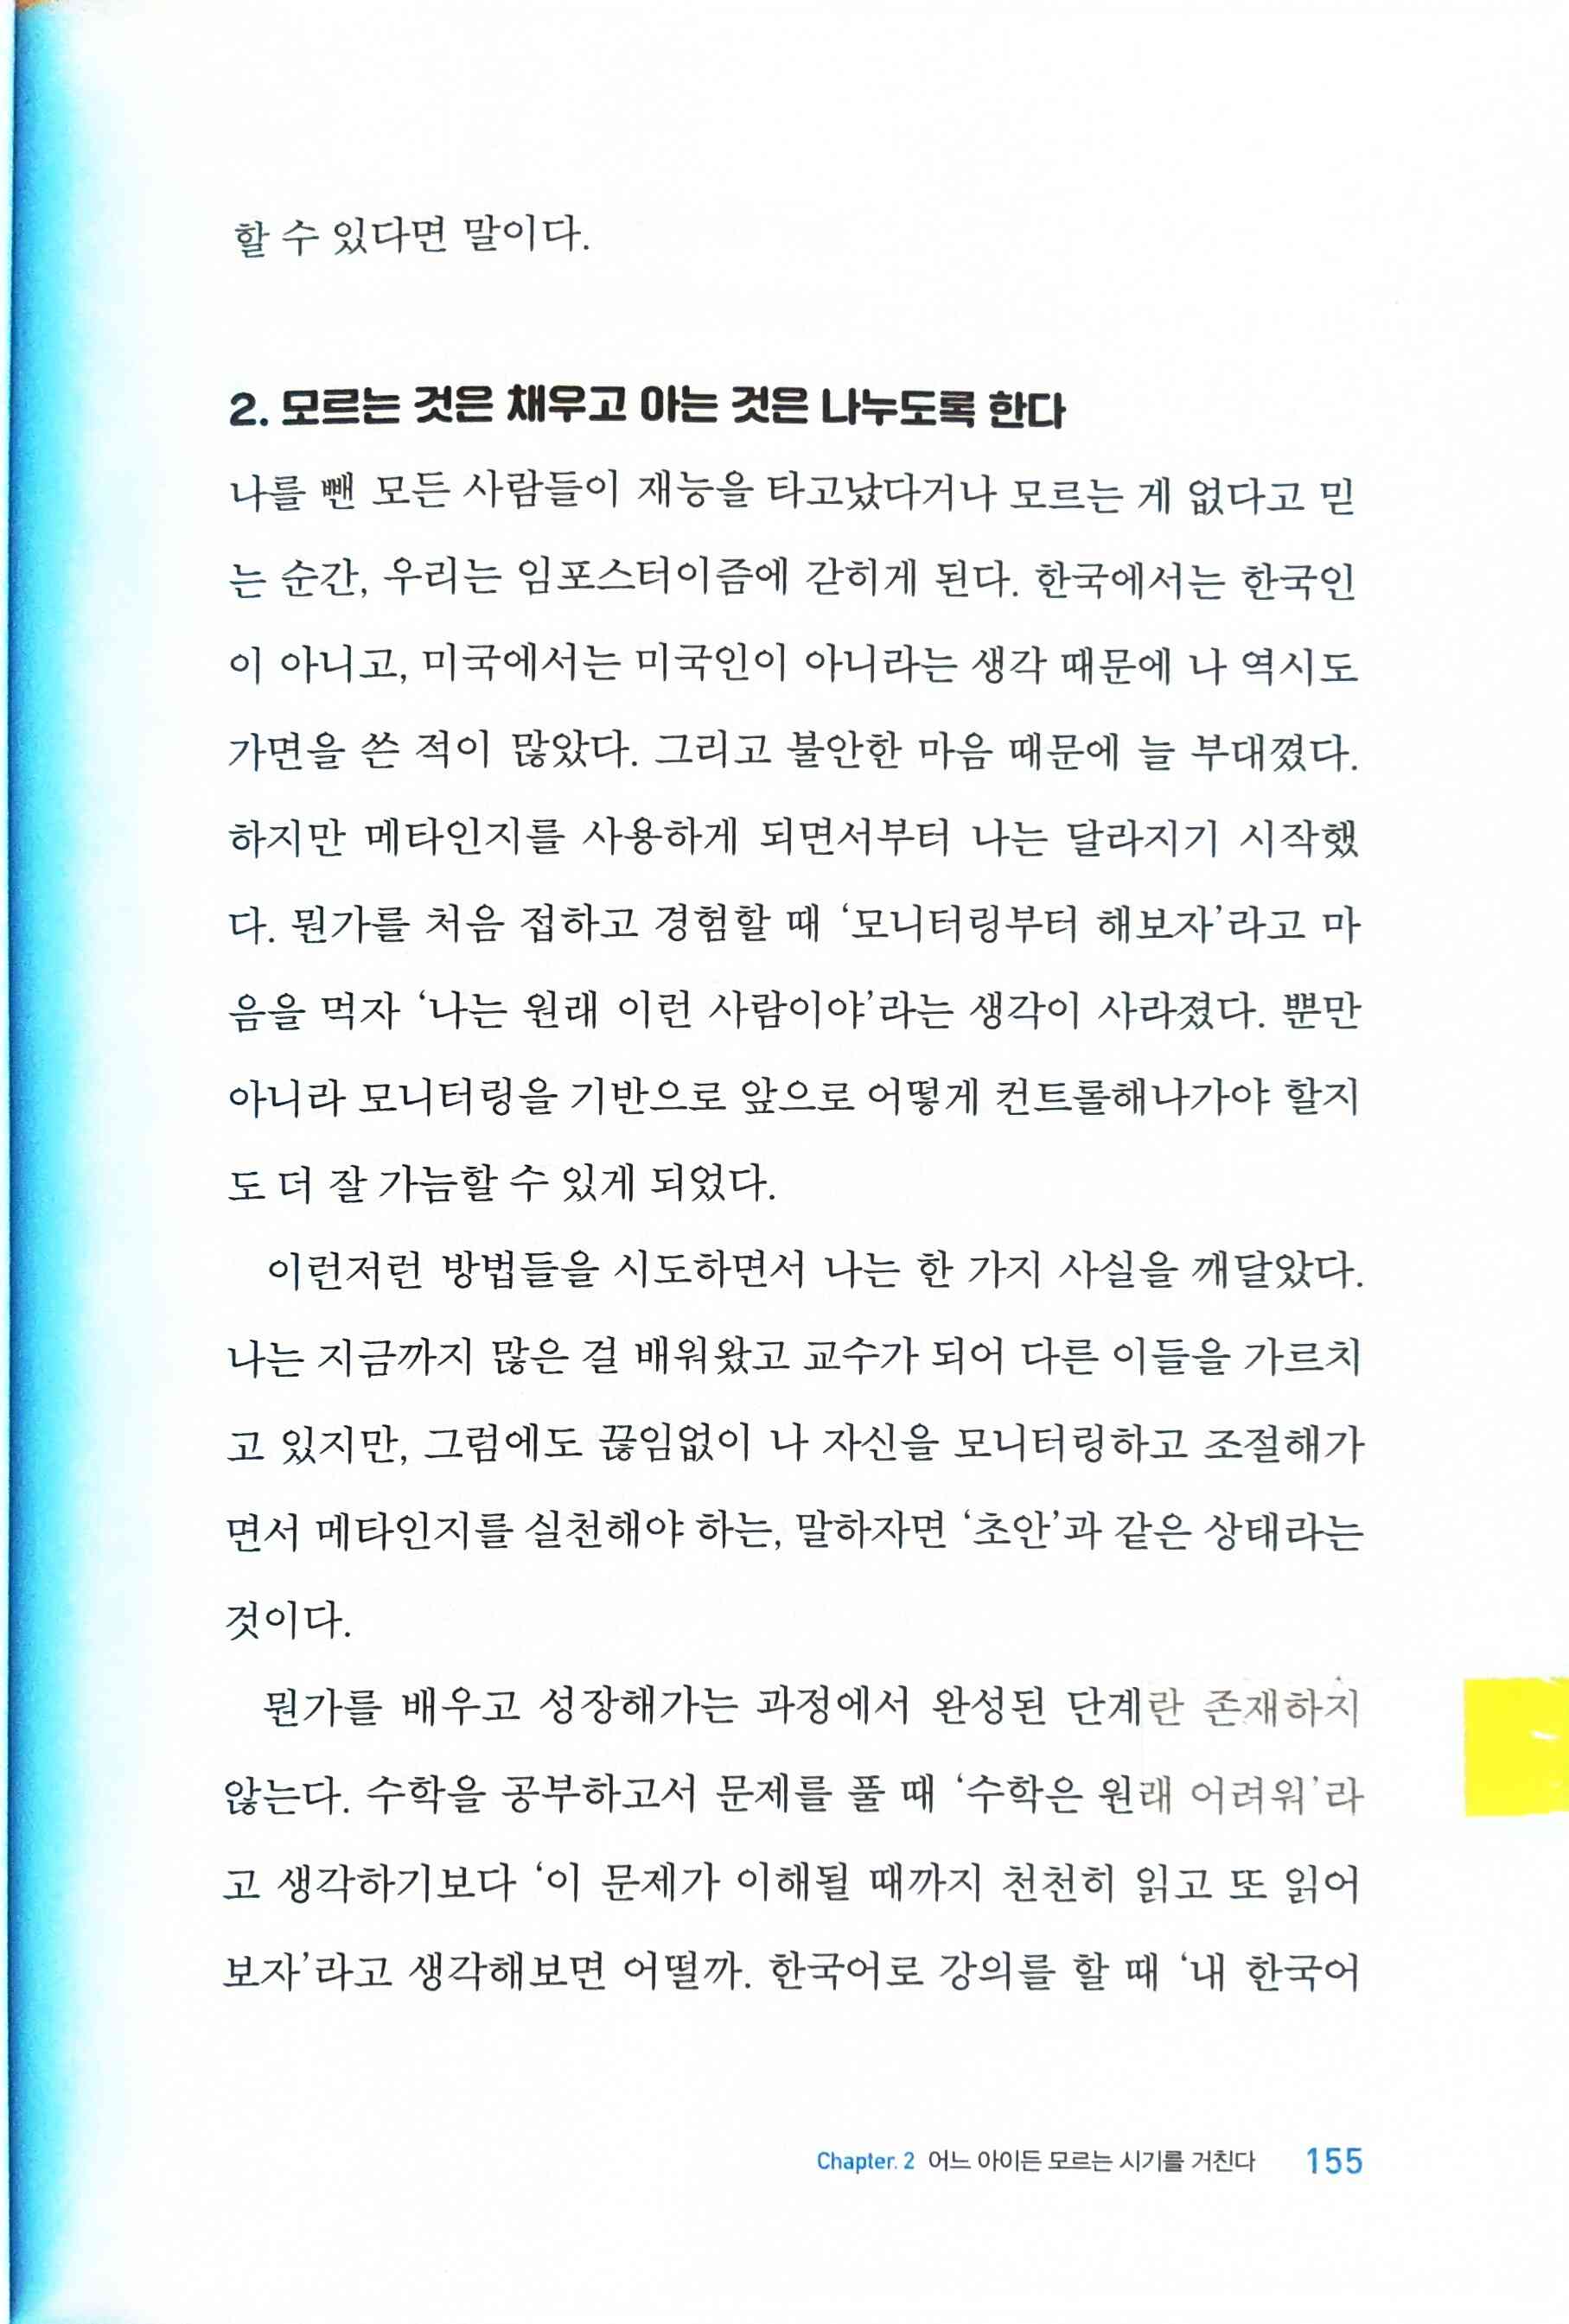 할 수 있다면 말이다.
2. 모르는 것은 채우고 아는 것은 나누도록 한다
나를 뺀 모든 사람들이 재능을 타고났다거나 모르는 게 없다고 믿
는 순간, 우리는 임포스터이즘에 갇히게 된다. 한국에서는 한국인
이 아니고, 미국에서는 미국인이 아니라는 생각 때문에 나 역시도
가면을 쓴 적이 많았다. 그리고 불안한 마음 때문에 늘 부대꼈다.
하지만 메타인지를 사용하게 되면서부터 나는 달라지기 시작했
다. 뭔가를 처음 접하고 경험할 때 ‘모니터링부터 해보자’라고 마
음을 먹자 ‘나는 원래 이런 사람이야’라는 생각이 사라졌다. 뿐만
아니라 모니터링을 기반으로 앞으로 어떻게 컨트롤해나가야 할지
도 더 잘 가늠할 수 있게 되었다.
이런저런 방법들을 시도하면서 나는 한 가지 사실을 깨달았다.
나는 지금까지 많은 걸 배워왔고 교수가 되어 다른 이들을 가르치
고 있지만, 그럼에도 끊임없이 나 자신을 모니터링하고 조절해가
면서 메타인지를 실천해야 하는, 말하자면 ‘초안’과 같은 상태라는
것이다.
뭔가를 배우고 성장해가는 과정에서 완성된 단계란 존재하지
않는다. 수학을 공부하고서 문제를 풀 때 ‘수학은 원래 어려워’라
고 생각하기보다 ‘이 문제가 이해될 때까지 천천히 읽고 또 읽어
보자’라고 생각해보면 어떨까. 한국어로 강의를 할 때 ‘내 한국어
Chapter. 2 어느 아이든 모르는 시기를 거친다 155